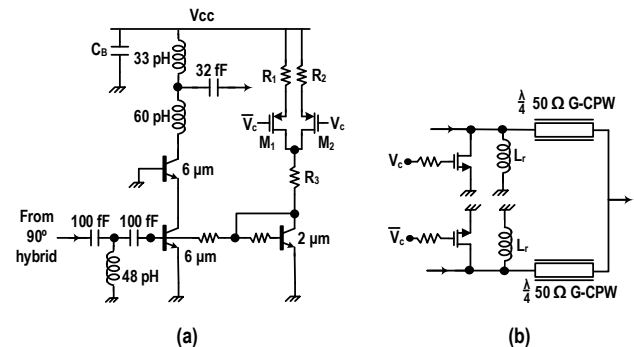 Vcc
C_B
33 pH
32 fF
60 pH
R1
R2
V̅c
Vc
M1
M2
6 μm
R3
From
90º
hybrid
100 fF
100 fF
48 pH
6 μm
2 μm
(a)
λ/4 50 Ω G-CPW
Vc
Lr
V̅c
Lr
λ/4 50 Ω G-CPW
(b)